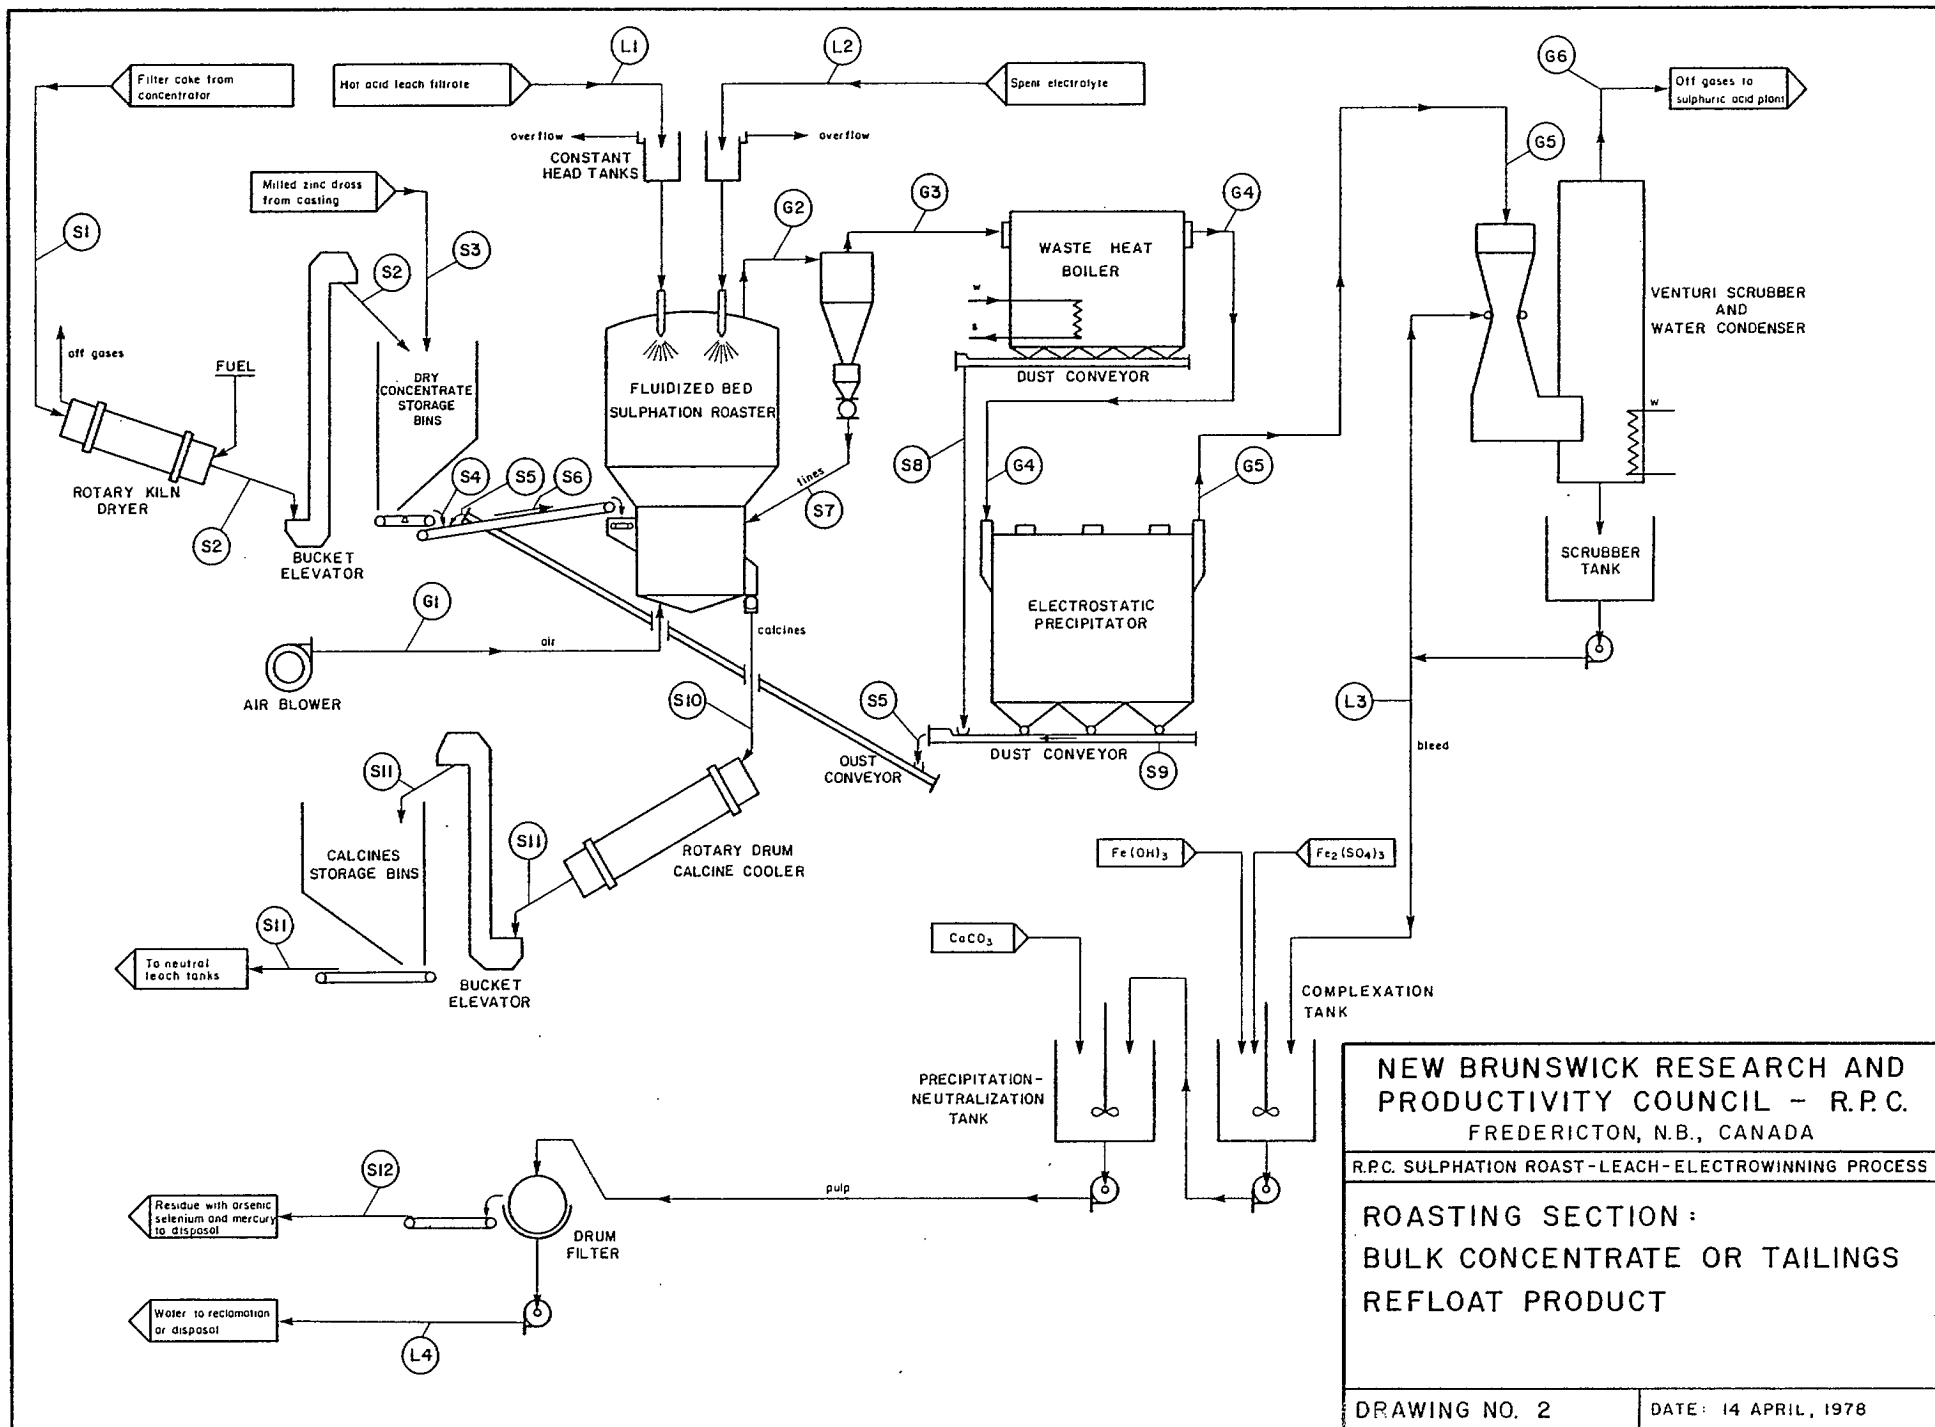 Filter cake from
concentrator
Hot acid leach filtrate
L1
L2
Spent electrolyte
G6
Off gases to
sulphuric acid plant
overflow
overflow
CONSTANT
HEAD TANKS
G5
Milled zinc dross
from casting
S1
S2
S3
G2
G3
G4
WASTE HEAT
BOILER
W
s
DUST CONVEYOR
VENTURI SCRUBBER
AND
WATER CONDENSER
off gases
FUEL
DRY
CONCENTRATE
STORAGE
BINS
FLUIDIZED BED
SULPHATION ROASTER
W
ROTARY KILN
DRYER
S2
BUCKET
ELEVATOR
S4
S5
S6
fines
S7
S8
G4
G5
SCRUBBER
TANK
G1
air
AIR BLOWER
calcines
ELECTROSTATIC
PRECIPITATOR
S10
S5
L3
bleed
DUST
CONVEYOR
DUST CONVEYOR
S9
S11
S11
CALCINES
STORAGE BINS
ROTARY DRUM
CALCINE COOLER
S11
To neutral
leach tanks
BUCKET
ELEVATOR
Fe(OH)3
Fe2(SO4)3
CaCO3
COMPLEXATION
TANK
PRECIPITATION-
NEUTRALIZATION
TANK
pulp
S12
Residue with arsenic
selenium and mercury
to disposal
DRUM
FILTER
Water to reclamation
or disposal
L4
NEW BRUNSWICK RESEARCH AND
PRODUCTIVITY COUNCIL - R.P.C.
FREDERICTON, N.B., CANADA
R.P.C. SULPHATION ROAST-LEACH-ELECTROWINNING PROCESS
ROASTING SECTION:
BULK CONCENTRATE OR TAILINGS
REFLOAT PRODUCT
DRAWING NO. 2
DATE: 14 APRIL, 1978